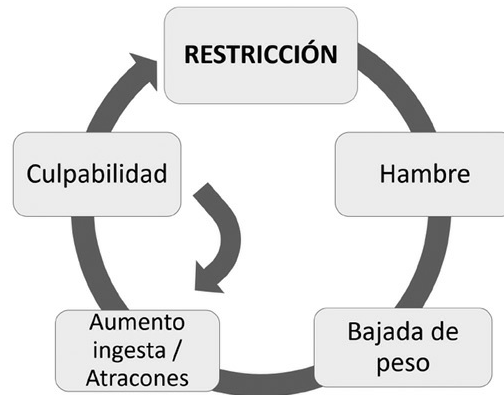 RESTRICCIÓN
Hambre
Bajada de
peso
Aumento
ingesta /
Atracones
Culpabilidad